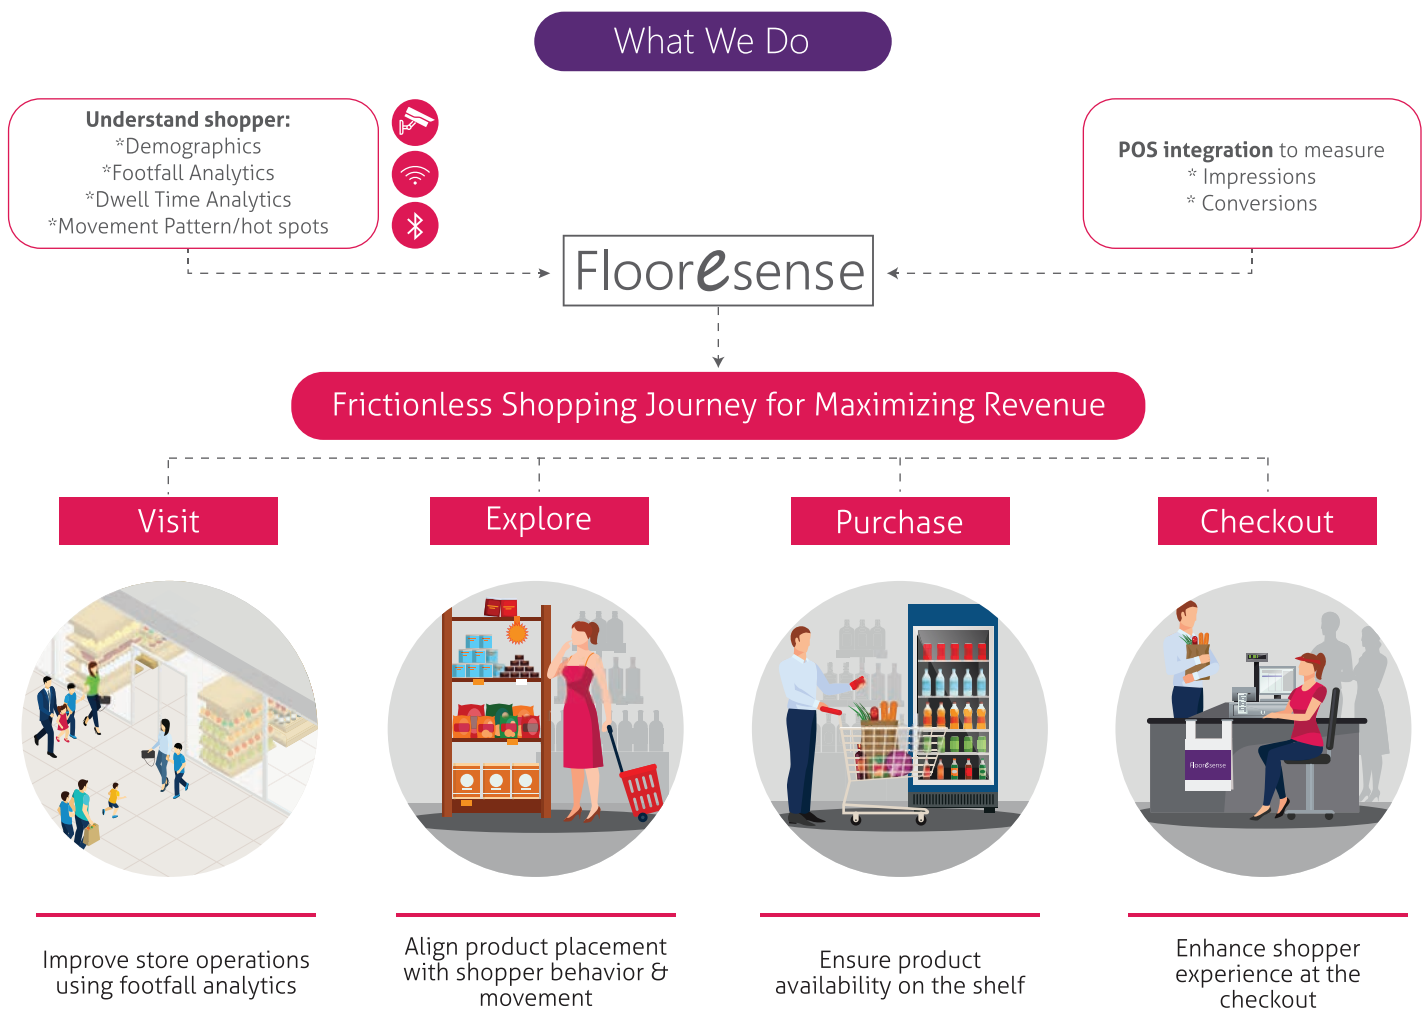 What We Do
Understand shopper:
*Demographics
*Footfall Analytics
*Dwell Time Analytics
*Movement Pattern/hot spots
POS integration to measure
* Impressions
* Conversions
Flooresense
Frictionless Shopping Journey for Maximizing Revenue
Visit
Explore
Purchase
Checkout
Flooresense
Improve store operations
using footfall analytics
Align product placement
with shopper behavior &
movement
Ensure product
availability on the shelf
Enhance shopper
experience at the
checkout